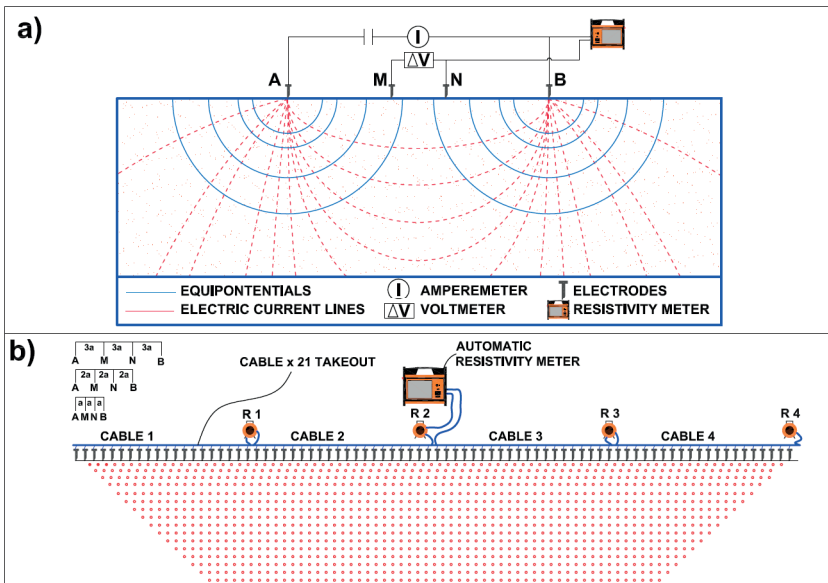 a)
I
ΔV
A M N B
EQUIPONTENTIALS
ELECTRIC CURRENT LINES
I AMPEREMETER
ΔV VOLTMETER
ELECTRODES
RESISTIVITY METER
b)
3a 3a 3a
A M N B
2a 2a 2a
A M N B
a a a
A M N B
CABLE x 21 TAKEOUT
AUTOMATIC
RESISTIVITY METER
R 1 R 2 R 3 R 4
CABLE 1 CABLE 2 CABLE 3 CABLE 4